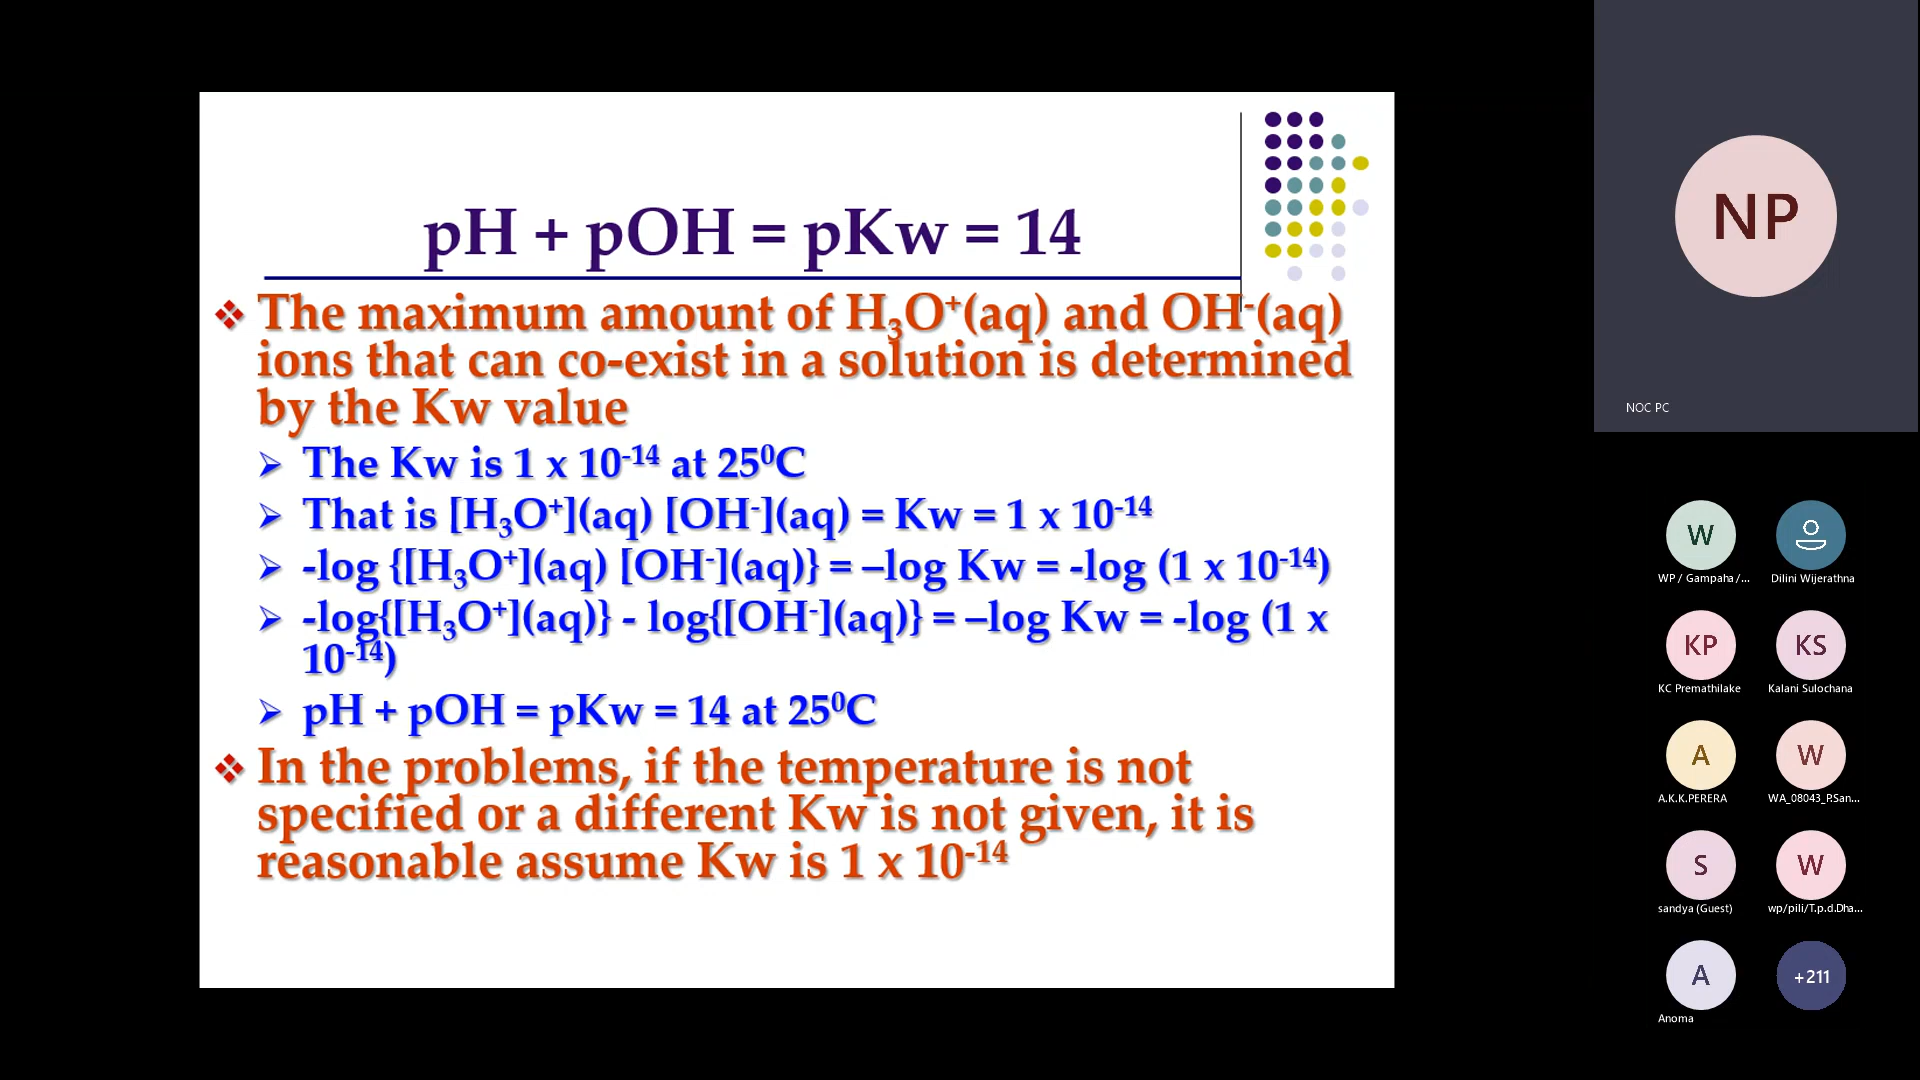 pH + pOH = pKw = 14
❖ The maximum amount of H₃O⁺(aq) and OH⁻(aq)
ions that can co-exist in a solution is determined
by the Kw value
➢ The Kw is 1 x 10⁻¹⁴ at 25⁰C
➢ That is [H₃O⁺](aq) [OH⁻](aq) = Kw = 1 x 10⁻¹⁴
➢ -log {[H₃O⁺](aq) [OH⁻](aq)} = –log Kw = -log (1 x 10⁻¹⁴)
➢ -log{[H₃O⁺](aq)} - log{[OH⁻](aq)} = –log Kw = -log (1 x
10⁻¹⁴)
➢ pH + pOH = pKw = 14 at 25⁰C
❖ In the problems, if the temperature is not
specified or a different Kw is not given, it is
reasonable assume Kw is 1 x 10⁻¹⁴
NP
NOC PC
W
WP / Gampaha /...
Dilini Wijerathna
KP
KS
KC Premathilake
Kalani Sulochana
A
W
A.K.K.PERERA
WA_08043_P.San...
S
W
sandya (Guest)
wp/pili/T.p.d.Dha...
A
+211
Anoma